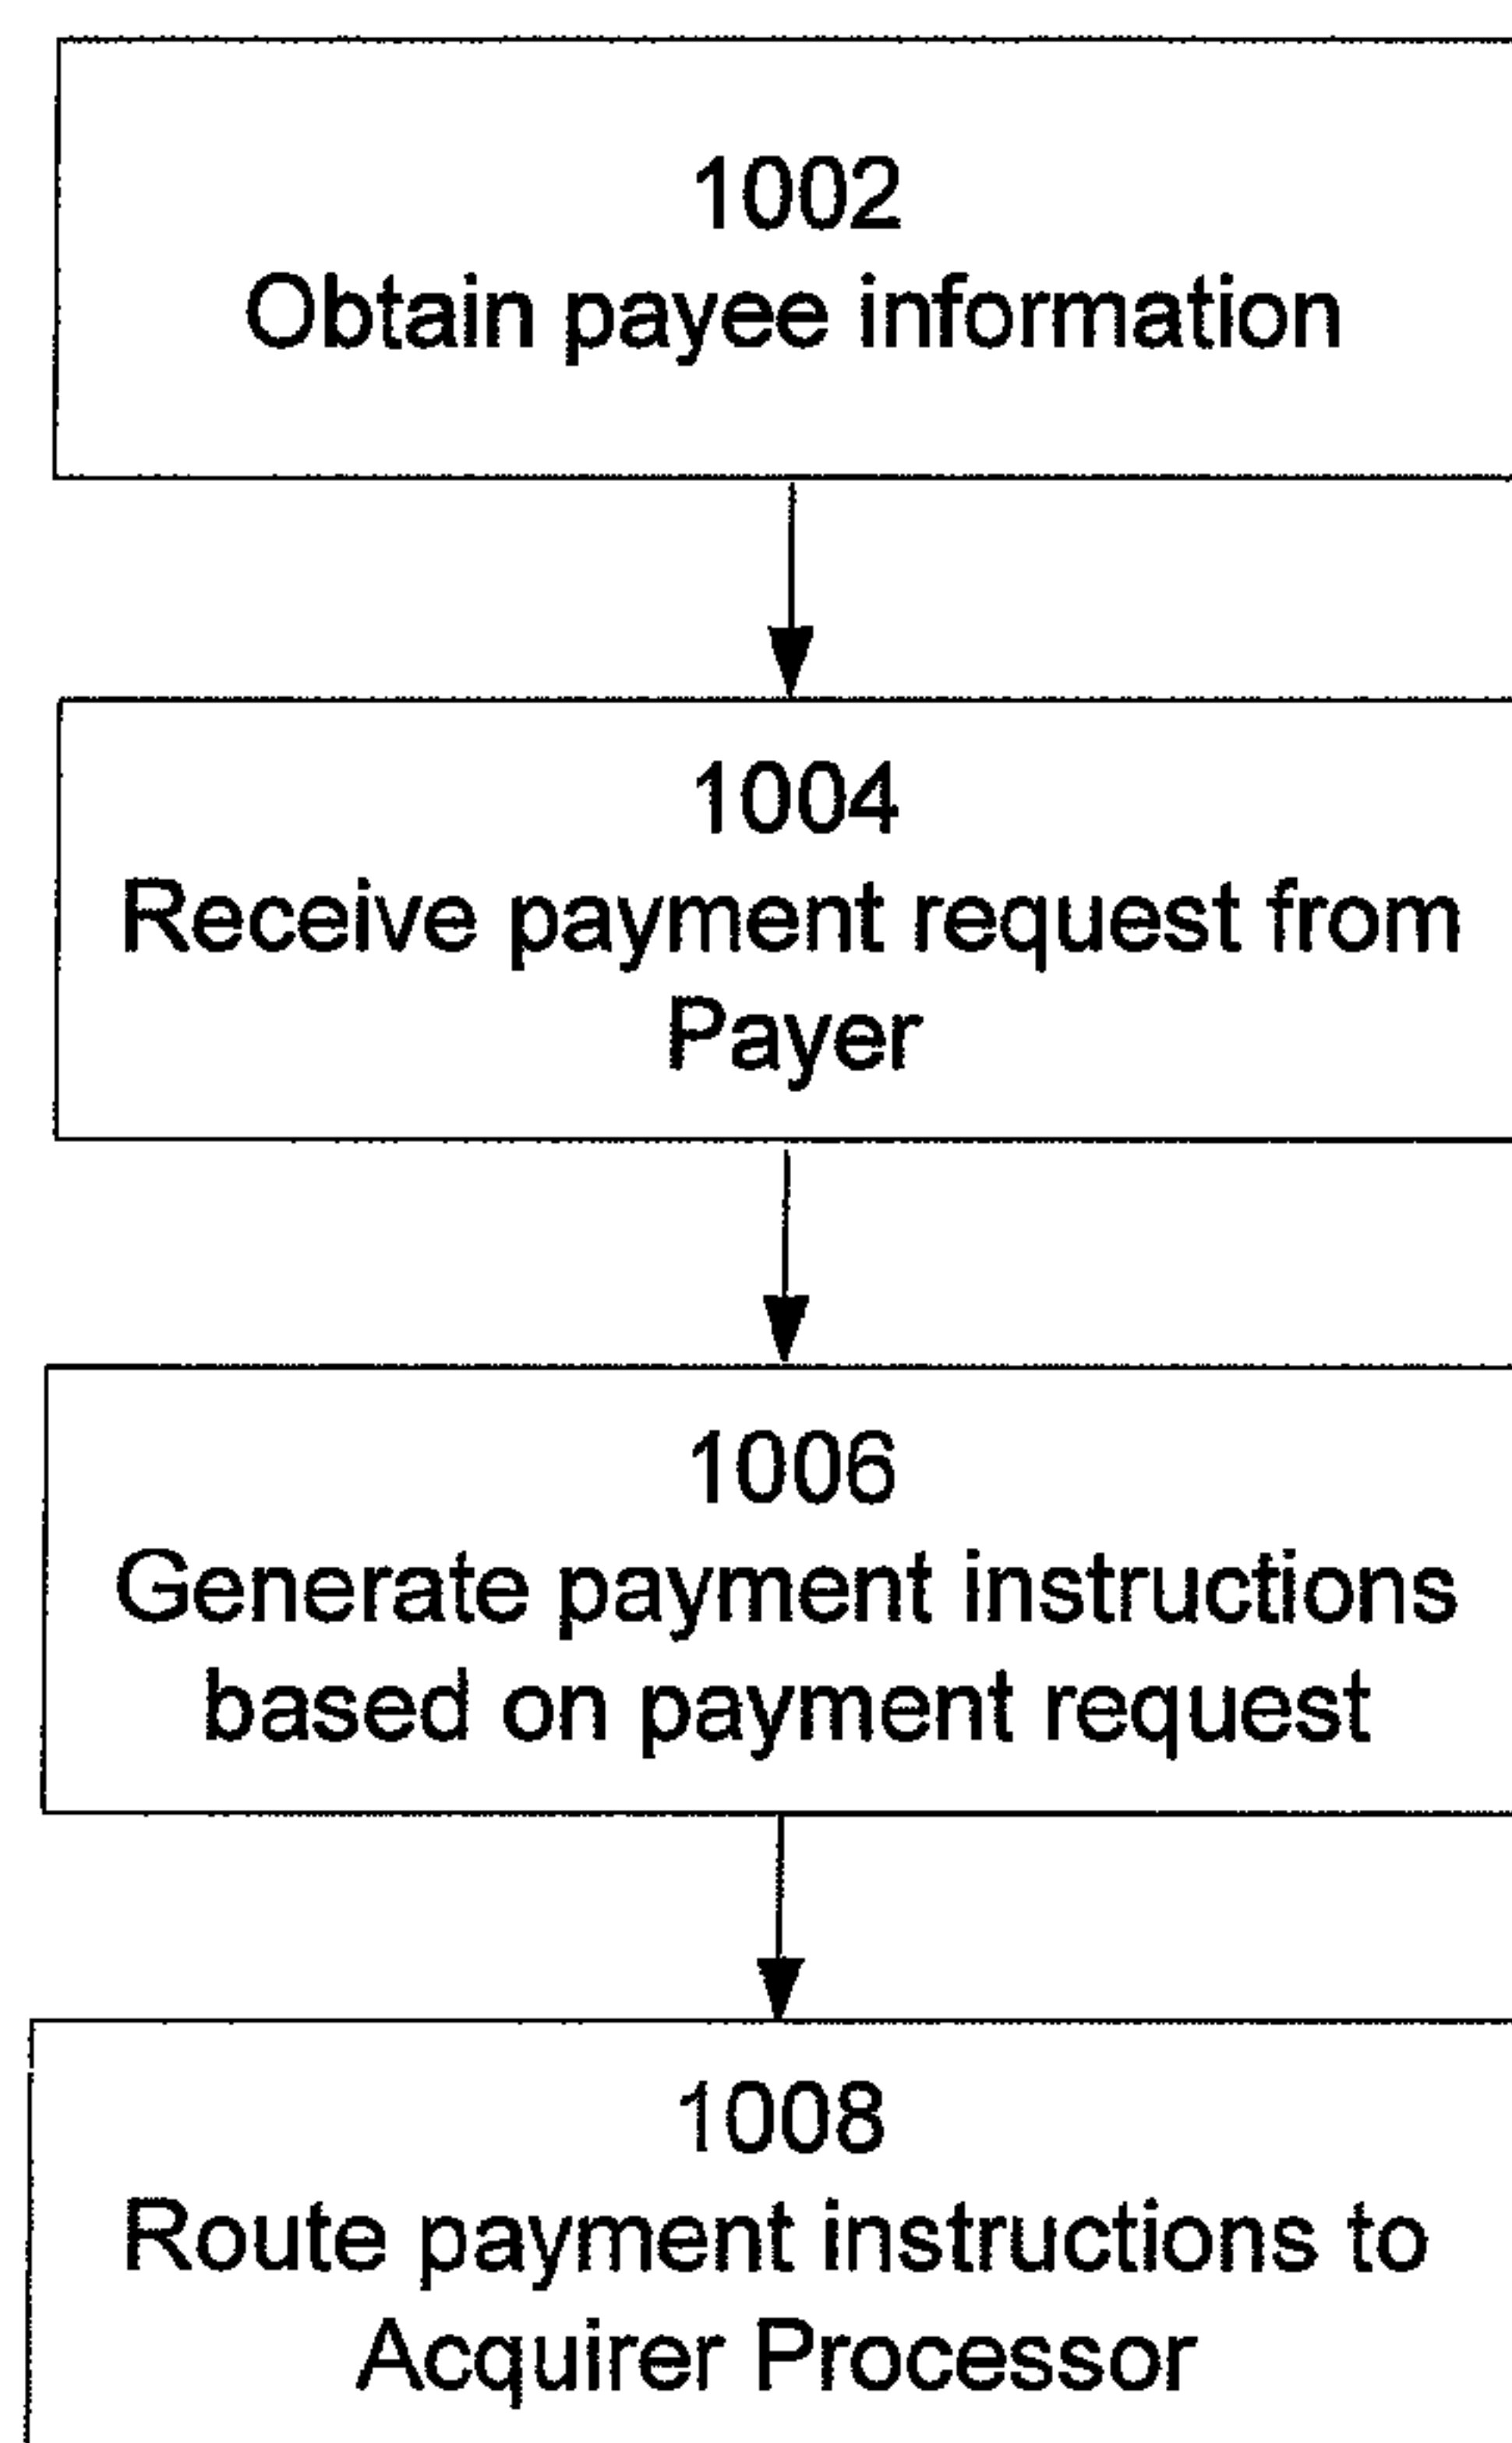 1002
Obtain payee information
1004
Receive payment request from
Payer
1006
Generate payment instructions
based on payment request
1008
Route payment instructions to
Acquirer Processor